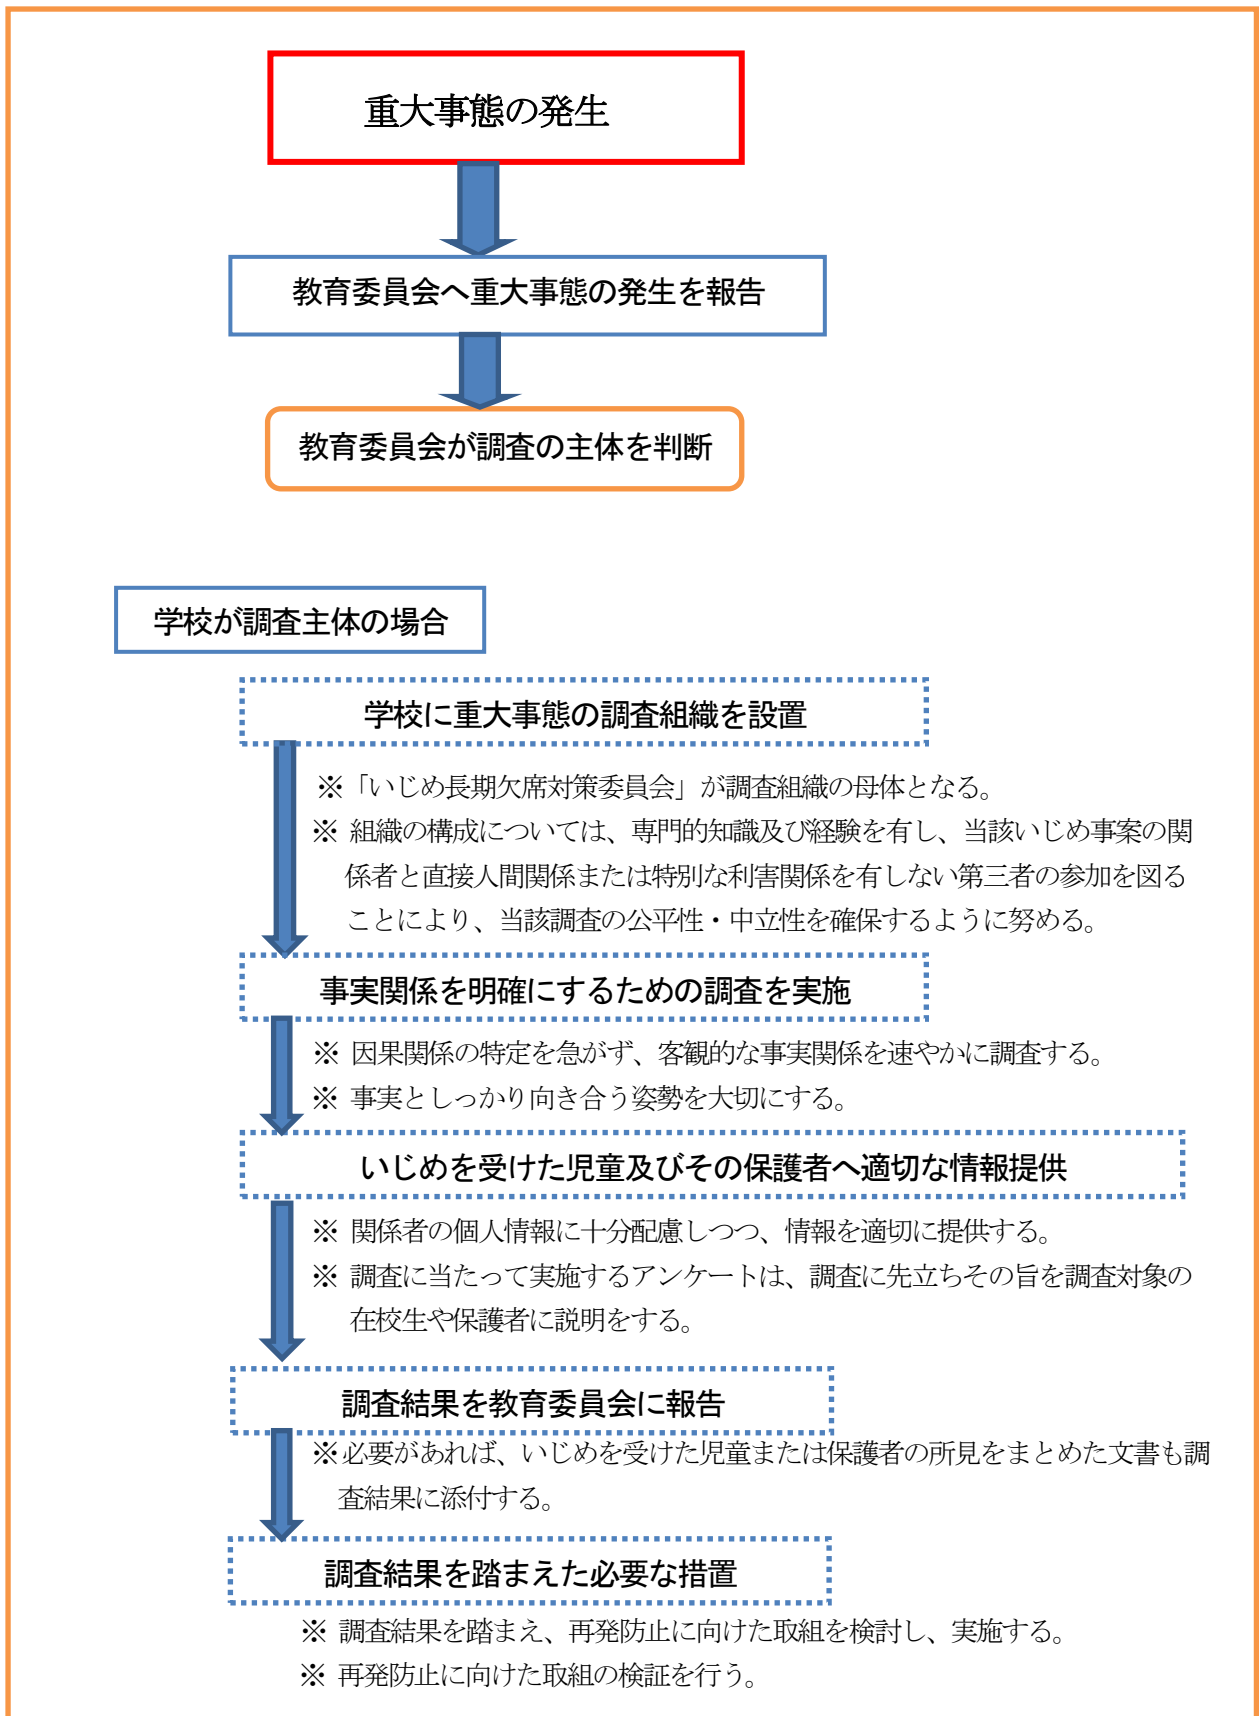 重大事態の発生
教育委員会へ重大事態の発生を報告
教育委員会が調査の主体を判断
学校が調査主体の場合
学校に重大事態の調査組織を設置
※「いじめ長期欠席対策委員会」が調査組織の母体となる。
※ 組織の構成については、専門的知識及び経験を有し、当該いじめ事案の関
係者と直接人間関係または特別な利害関係を有しない第三者の参加を図る
ことにより、当該調査の公平性・中立性を確保するように努める。
事実関係を明確にするための調査を実施
※ 因果関係の特定を急がず、客観的な事実関係を速やかに調査する。
※ 事実としっかり向き合う姿勢を大切にする。
いじめを受けた児童及びその保護者へ適切な情報提供
※ 関係者の個人情報に十分配慮しつつ、情報を適切に提供する。
※ 調査に当たって実施するアンケートは、調査に先立ちその旨を調査対象の
在校生や保護者に説明をする。
調査結果を教育委員会に報告
※必要があれば、いじめを受けた児童または保護者の所見をまとめた文書も調
査結果に添付する。
調査結果を踏まえた必要な措置
※ 調査結果を踏まえ、再発防止に向けた取組を検討し、実施する。
※ 再発防止に向けた取組の検証を行う。